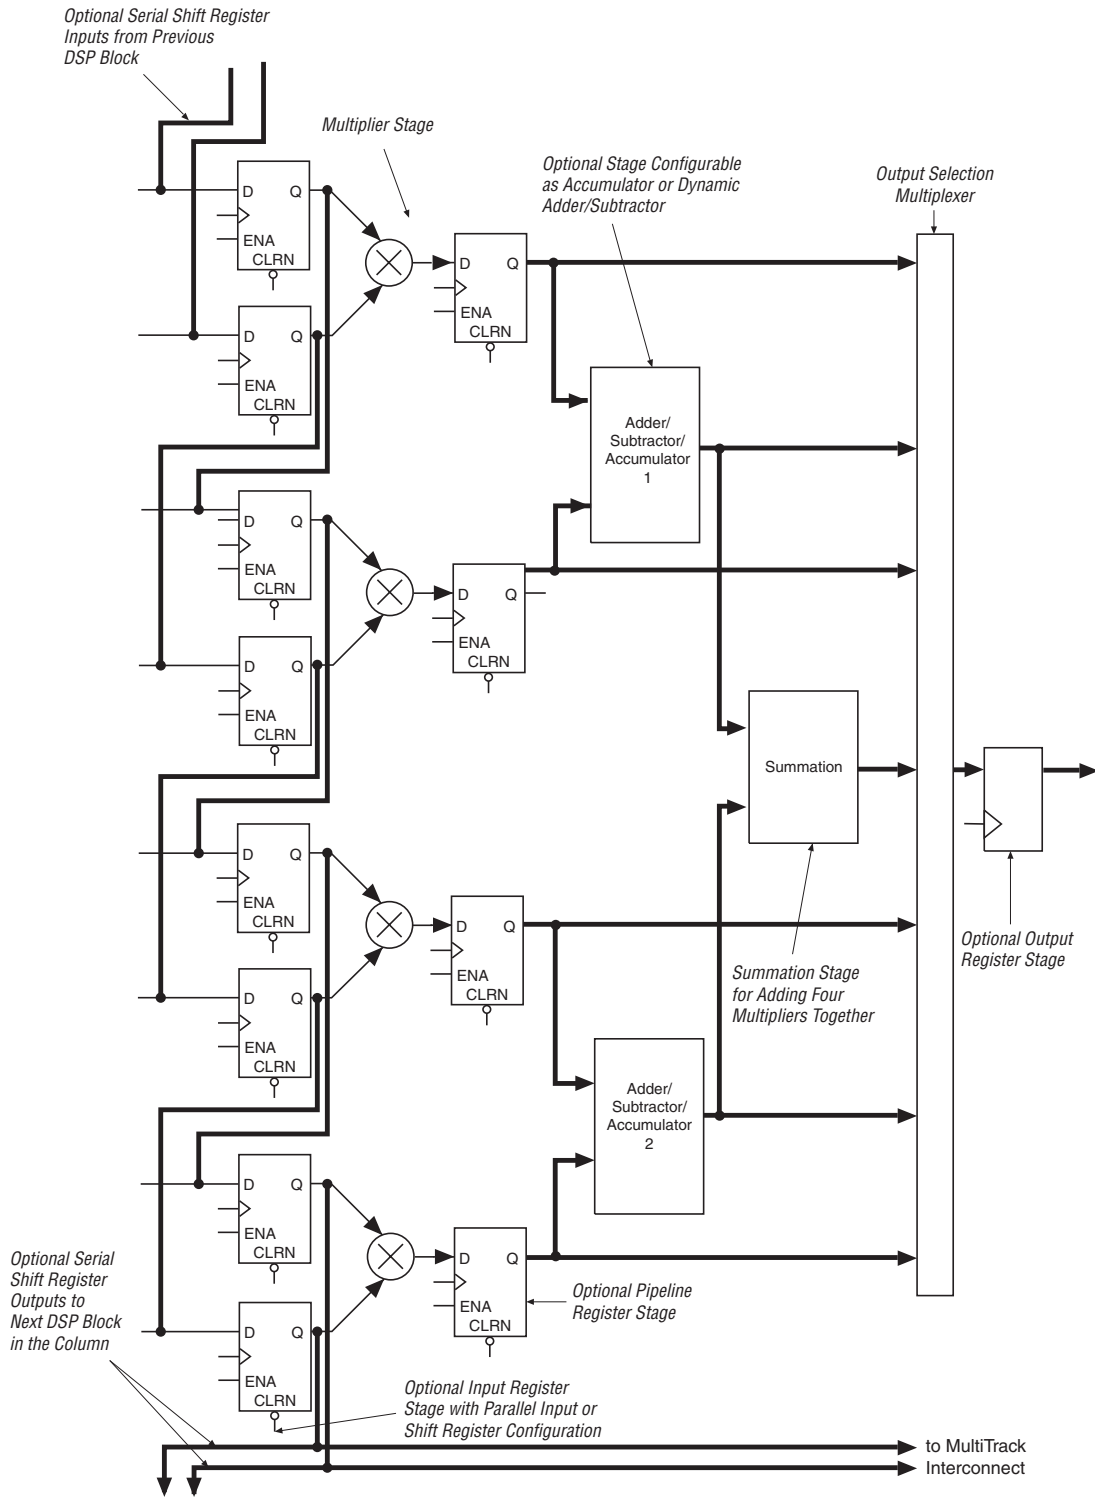 Optional Serial Shift Register
Inputs from Previous
DSP Block
Multiplier Stage
Optional Stage Configurable
as Accumulator or Dynamic
Adder/Subtractor
Output Selection
Multiplexer
D Q
ENA
CLRN
D Q
ENA
CLRN
D Q
ENA
CLRN
Adder/
Subtractor/
Accumulator
1
D Q
ENA
CLRN
D Q
ENA
CLRN
D Q
ENA
CLRN
Summation
D Q
ENA
CLRN
D Q
ENA
CLRN
D Q
ENA
CLRN
Summation Stage
for Adding Four
Multipliers Together
Optional Output
Register Stage
Adder/
Subtractor/
Accumulator
2
D Q
ENA
CLRN
D Q
ENA
CLRN
D Q
ENA
CLRN
Optional Pipeline
Register Stage
Optional Serial
Shift Register
Outputs to
Next DSP Block
in the Column
Optional Input Register
Stage with Parallel Input or
Shift Register Configuration
to MultiTrack
Interconnect